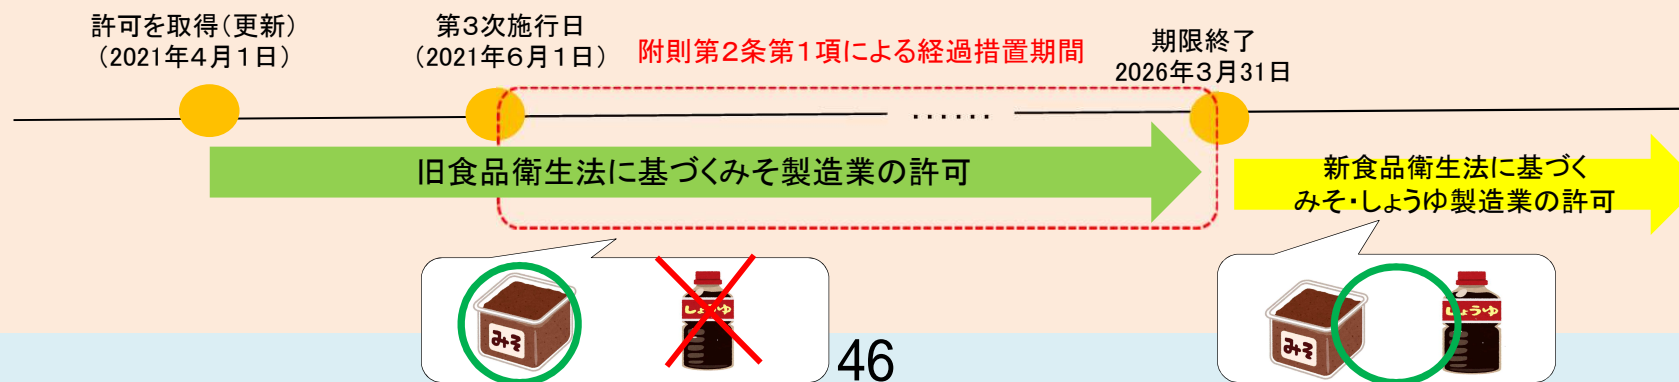 許可を取得(更新)
(2021年4月1日)
第3次施行日
(2021年6月1日)
附則第2条第1項による経過措置期間
期限終了
2026年3月31日
……
旧食品衛生法に基づくみそ製造業の許可
新食品衛生法に基づく
みそ・しょうゆ製造業の許可
みそ
しょうゆ
みそ
しょうゆ
46